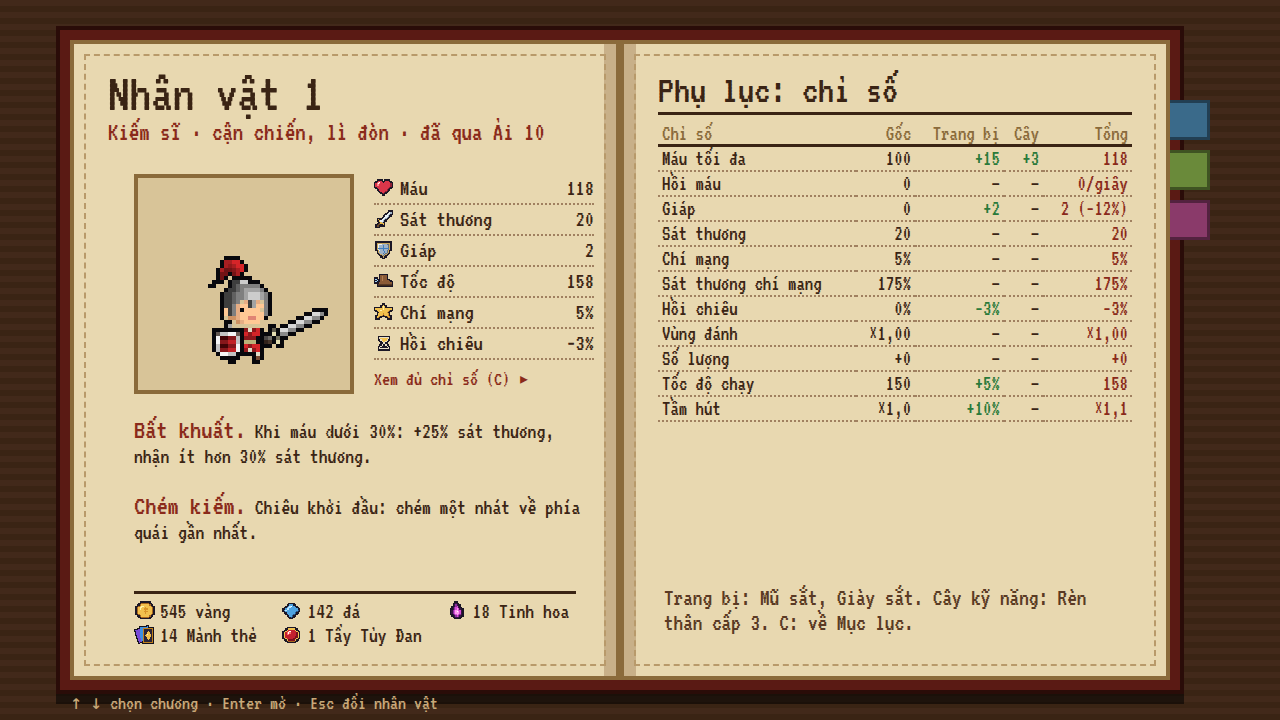 Nhân vật 1
Kiếm sĩ · cận chiến, lì đòn · đã qua Ải 10
Máu 118
Sát thương 20
Giáp 2
Tốc độ 158
Chí mạng 5%
Hồi chiêu -3%
Xem đủ chỉ số (C) ►
Bất khuất. Khi máu dưới 30%: +25% sát thương,
nhận ít hơn 30% sát thương.
Chém kiếm. Chiêu khởi đầu: chém một nhát về phía
quái gần nhất.
545 vàng 142 đá 18 Tinh hoa
14 Mảnh thẻ 1 Tẩy Tủy Đan
Phụ lục: chỉ số
Chỉ số Gốc Trang bị Cây Tổng
Máu tối đa 100 +15 +3 118
Hồi máu 0 – – 0/giây
Giáp 0 +2 – 2 (-12%)
Sát thương 20 – – 20
Chí mạng 5% – – 5%
Sát thương chí mạng 175% – – 175%
Hồi chiêu 0% -3% – -3%
Vùng đánh ×1,00 – – ×1,00
Số lượng +0 – – +0
Tốc độ chạy 150 +5% – 158
Tầm hút ×1,0 +10% – ×1,1
Trang bị: Mũ sắt, Giày sắt. Cây kỹ năng: Rèn
thân cấp 3. C: về Mục lục.
↑ ↓ chọn chương · Enter mở · Esc đổi nhân vật